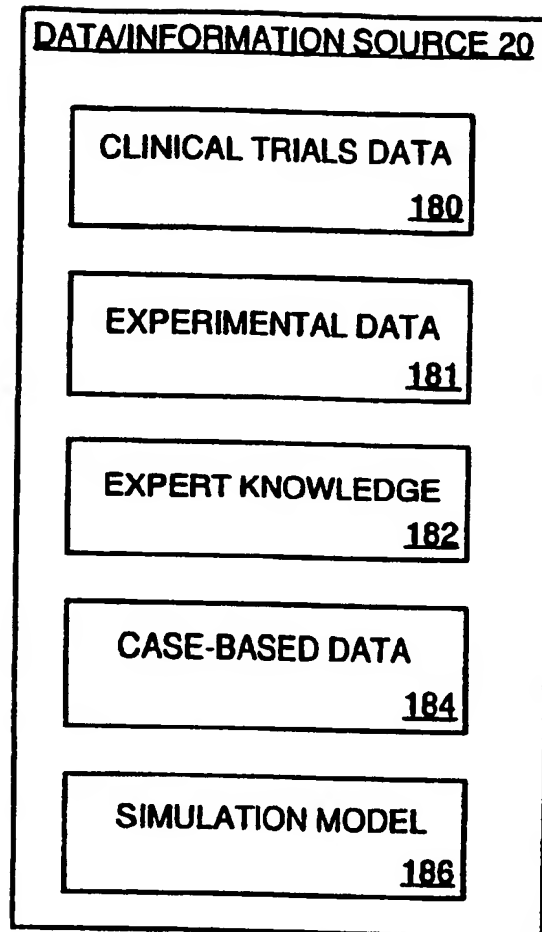 DATA/INFORMATION SOURCE 20
CLINICAL TRIALS DATA
180
EXPERIMENTAL DATA
181
EXPERT KNOWLEDGE
182
CASE-BASED DATA
184
SIMULATION MODEL
186